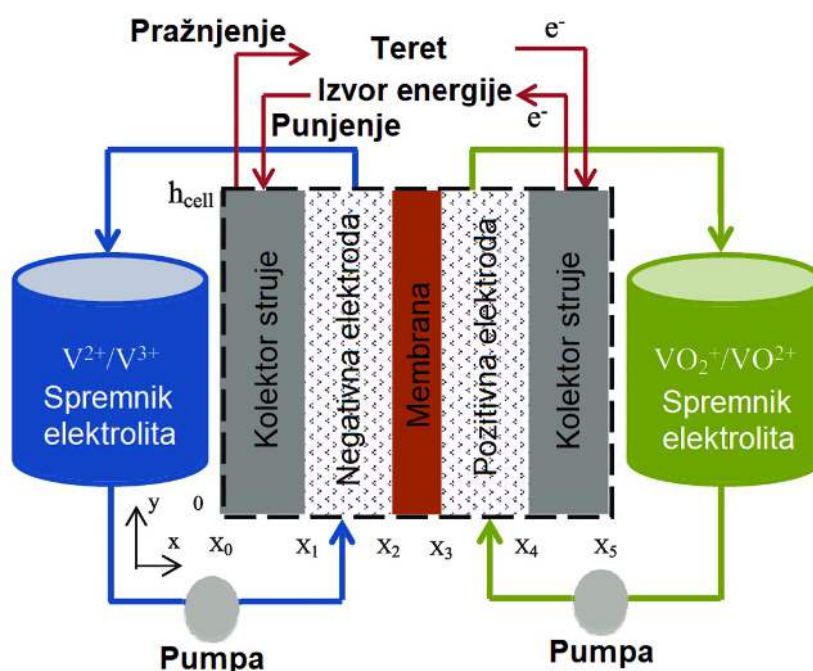 Pražnjenje
Teret
e⁻
Izvor energije
Punjenje
e⁻
h_cell
V²⁺/V³⁺
Spremnik
elektrolita
Kolektor struje
Negativna elektroda
Membrana
Pozitivna elektroda
Kolektor struje
VO₂⁺/VO²⁺
Spremnik
elektrolita
y
0
x
X₀
X₁
X₂
X₃
X₄
X₅
Pumpa
Pumpa